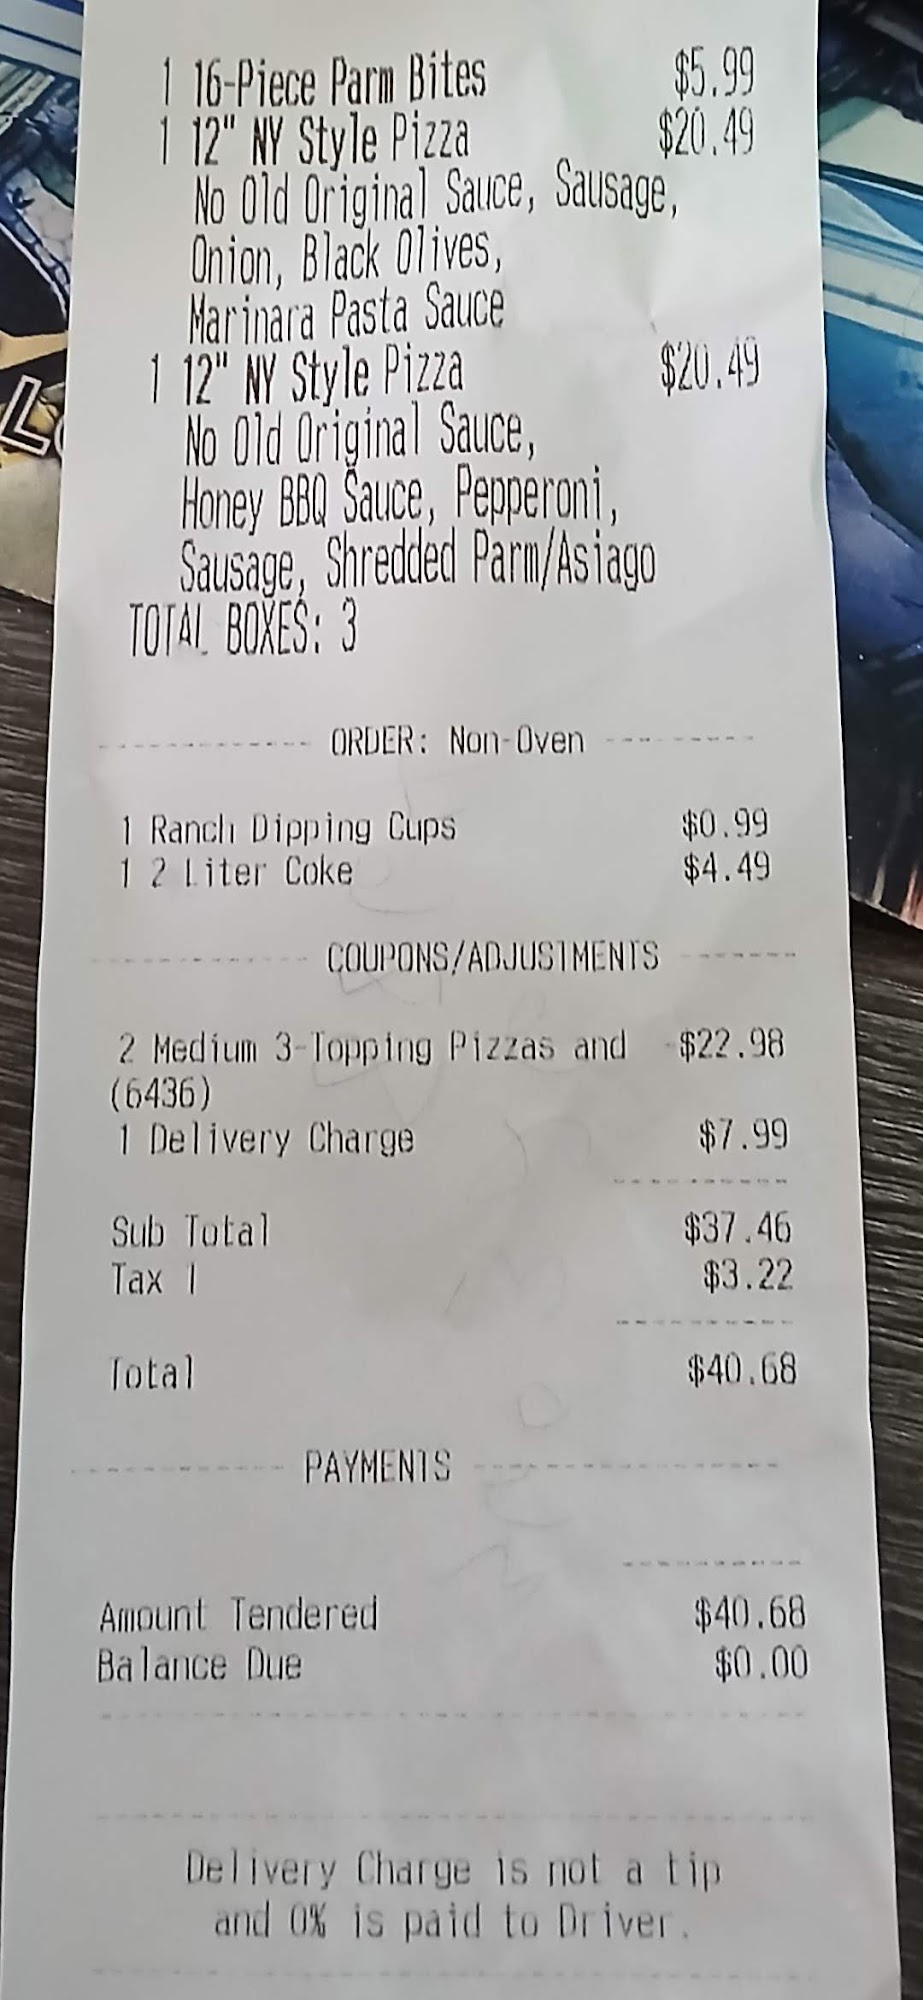 1 16-Piece Parm Bites $5.99
1 12" NY Style Pizza $20.49
No Old Original Sauce, Sausage,
Onion, Black Olives,
Marinara Pasta Sauce
1 12" NY Style Pizza $20.49
No Old Original Sauce,
Honey BBQ Sauce, Pepperoni,
Sausage, Shredded Parm/Asiago
TOTAL BOXES: 3
ORDER: Non-Oven
1 Ranch Dipping Cups $0.99
1 2 Liter Coke $4.49
COUPONS/ADJUSTMENTS
2 Medium 3-Topping Pizzas and -$22.98
(6436)
1 Delivery Charge $7.99
Sub Total $37.46
Tax 1 $3.22
Total $40.68
PAYMENTS
Amount Tendered $40.68
Balance Due $0.00
Delivery Charge is not a tip
and 0% is paid to Driver.